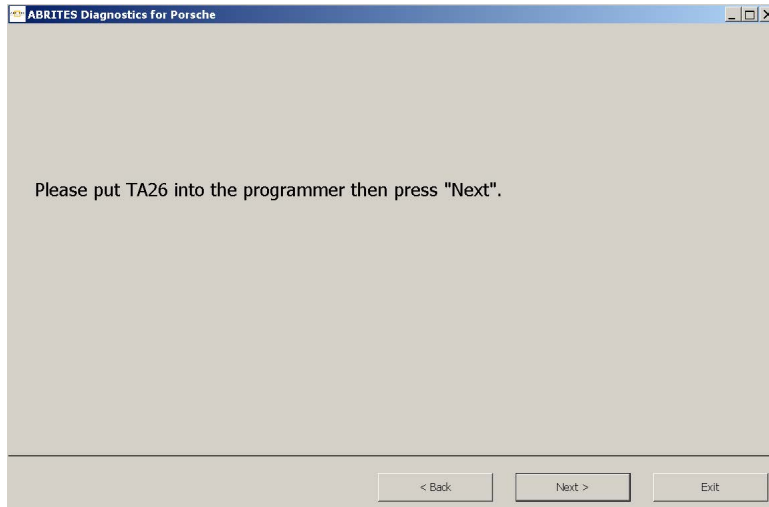 ABRITES Diagnostics for Porsche
Please put TA26 into the programmer then press "Next".
< Back
Next >
Exit